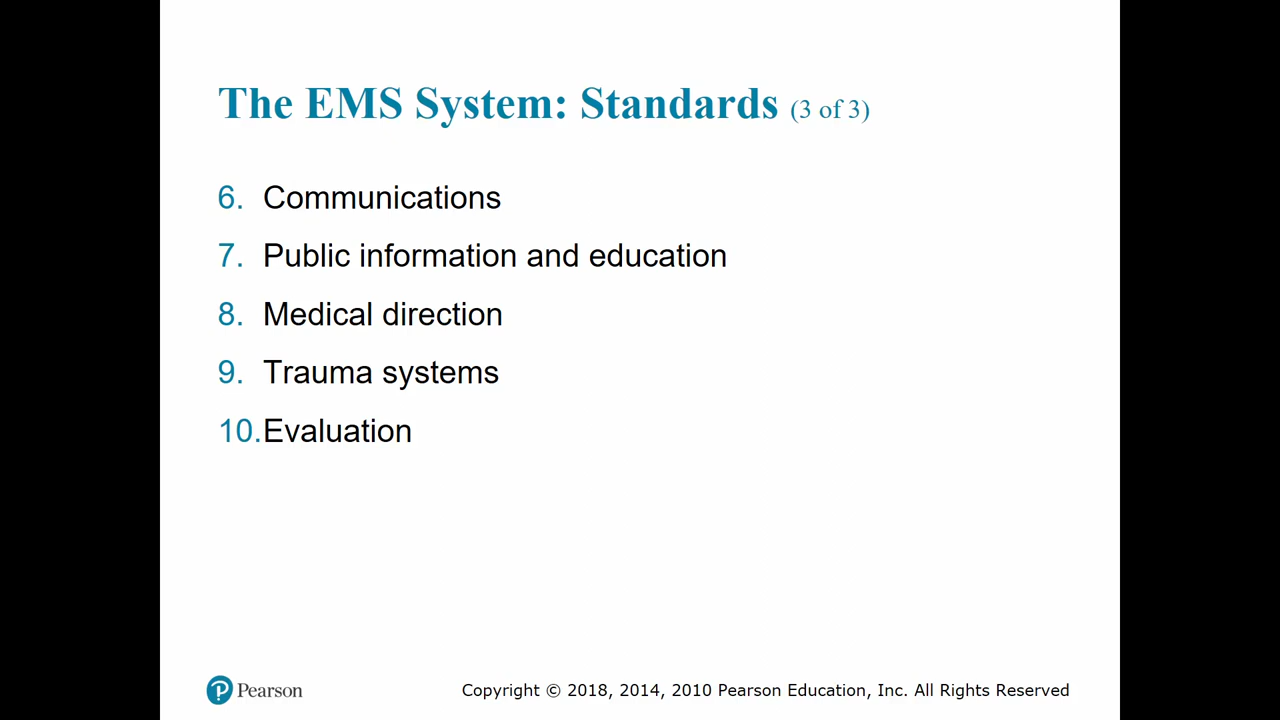 The EMS System: Standards (3 of 3)
6. Communications
7. Public information and education
8. Medical direction
9. Trauma systems
10. Evaluation
Pearson
Copyright © 2018, 2014, 2010 Pearson Education, Inc. All Rights Reserved